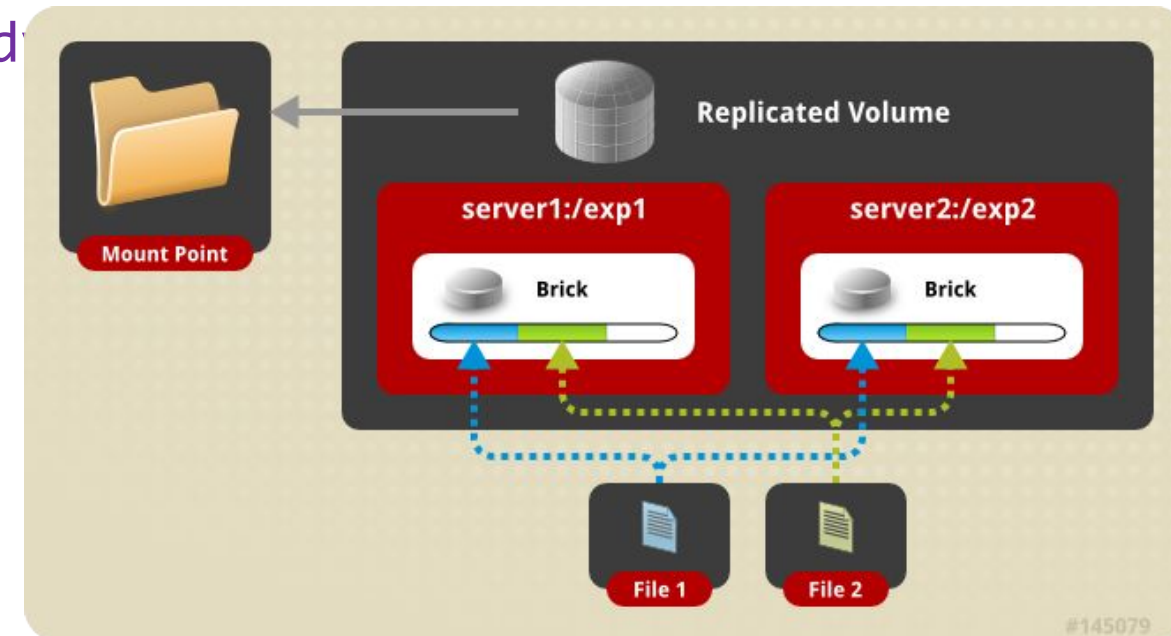 Replicated Volume
server1:/exp1
server2:/exp2
Mount Point
Brick
Brick
File 1
File 2
#145079